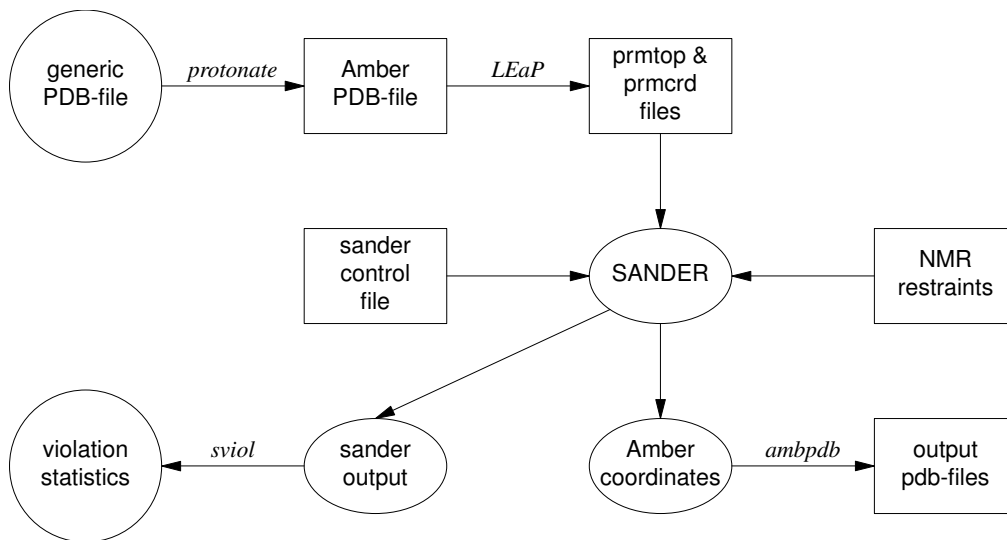 generic
PDB-file
protonate
Amber
PDB-file
LEaP
prmtop &
prmcrd
files
sander
control
file
SANDER
NMR
restraints
violation
statistics
sviol
sander
output
Amber
coordinates
ambpdb
output
pdb-files